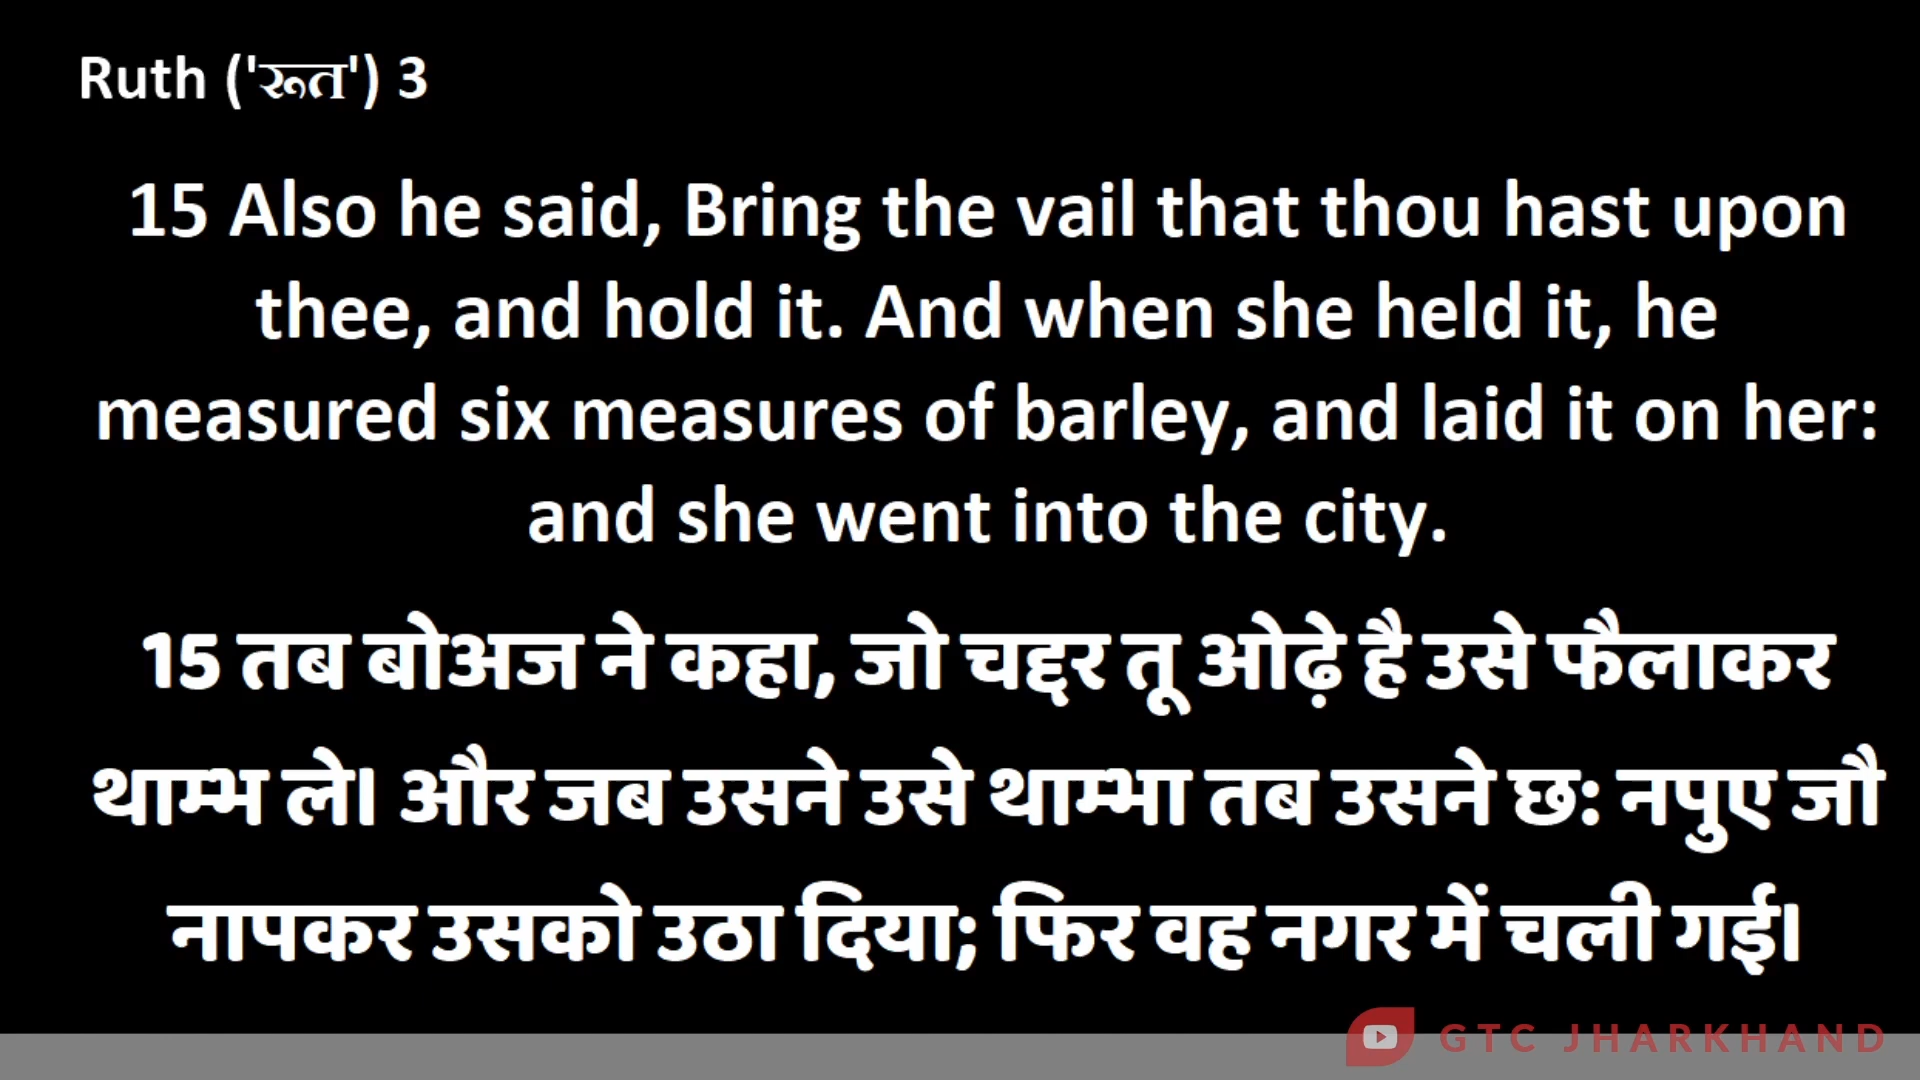 Ruth ('रूत') 3
15 Also he said, Bring the vail that thou hast upon
thee, and hold it. And when she held it, he
measured six measures of barley, and laid it on her:
and she went into the city.
15 तब बोअज ने कहा, जो चद्दर तू ओढ़े है उसे फैलाकर
थाम्भ ले। और जब उसने उसे थाम्भा तब उसने छ: नपुए जौ
नापकर उसको उठा दिया; फिर वह नगर में चली गई।
GTC JHARKHAND